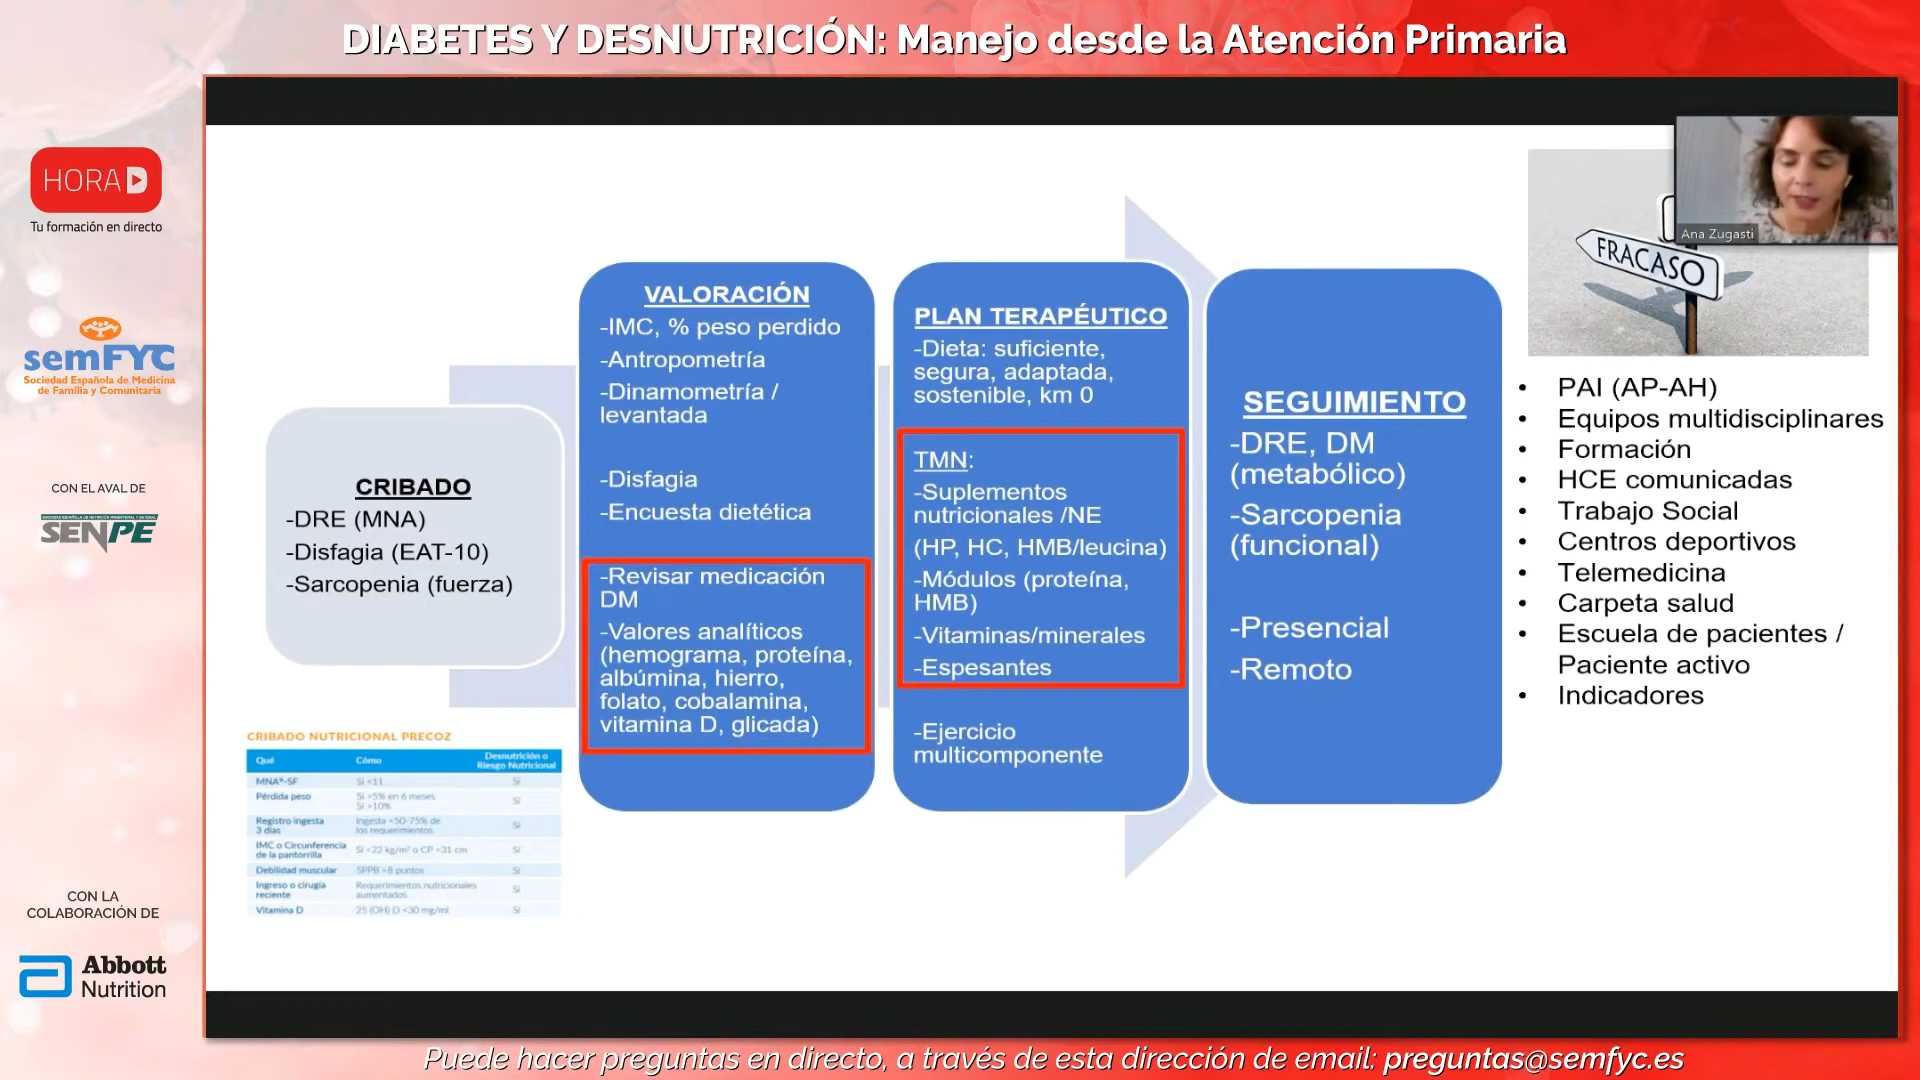 DIABETES Y DESNUTRICIÓN: Manejo desde la Atención Primaria
HORA D
Tu formación en directo
semFYC
Sociedad Española de Medicina
de Familia y Comunitaria
CON EL AVAL DE
SENPE
CON LA
COLABORACIÓN DE
Abbott
Nutrition
CRIBADO
-DRE (MNA)
-Disfagia (EAT-10)
-Sarcopenia (fuerza)
CRIBADO NUTRICIONAL PRECOZ
Qué Cómo Desnutrición o
Riesgo Nutricional
MNA®-SF Si <11 Sí
Pérdida peso Si >5% en 6 meses
Si >10% Sí
Registro ingesta
3 días Ingesta <50-75% de
los requerimientos Sí
IMC o Circunferencia
de la pantorrilla Si <22 kg/m² o CP <31 cm Sí
Debilidad muscular SPPB <8 puntos Sí
Ingreso o cirugía
reciente Requerimientos nutricionales
aumentados Sí
Vitamina D 25 (OH) D <30 mg/ml Sí
VALORACIÓN
-IMC, % peso perdido
-Antropometría
-Dinamometría /
levantada
-Disfagia
-Encuesta dietética
-Revisar medicación
DM
-Valores analíticos
(hemograma, proteína,
albúmina, hierro,
folato, cobalamina,
vitamina D, glicada)
PLAN TERAPÉUTICO
-Dieta: suficiente,
segura, adaptada,
sostenible, km 0
TMN:
-Suplementos
nutricionales /NE
(HP, HC, HMB/leucina)
-Módulos (proteína,
HMB)
-Vitaminas/minerales
-Espesantes
-Ejercicio
multicomponente
SEGUIMIENTO
-DRE, DM
(metabólico)
-Sarcopenia
(funcional)
-Presencial
-Remoto
FRACASO
Ana Zugasti
• PAI (AP-AH)
• Equipos multidisciplinares
• Formación
• HCE comunicadas
• Trabajo Social
• Centros deportivos
• Telemedicina
• Carpeta salud
• Escuela de pacientes /
Paciente activo
• Indicadores
Puede hacer preguntas en directo, a través de esta dirección de email: preguntas@semfyc.es